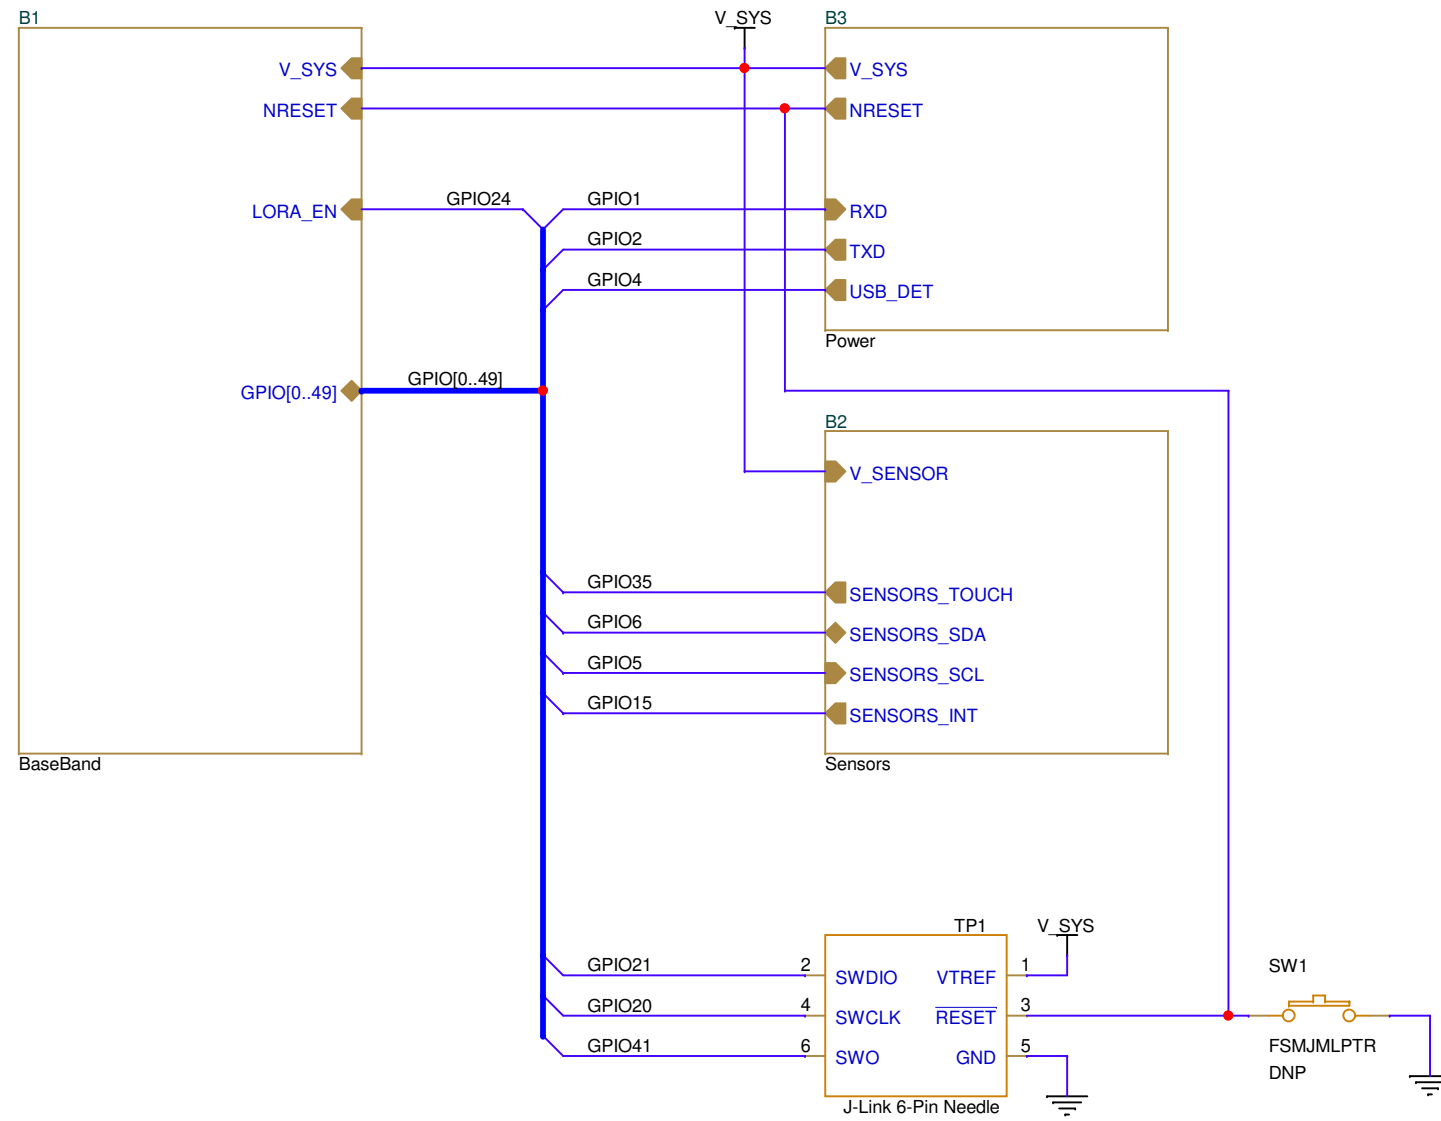 B1
V_SYS
B3
V_SYS
V_SYS
NRESET
NRESET
LORA_EN
GPIO24
GPIO1
RXD
GPIO2
TXD
GPIO4
USB_DET
Power
GPIO[0..49]
GPIO[0..49]
B2
V_SENSOR
GPIO35
SENSORS_TOUCH
GPIO6
SENSORS_SDA
GPIO5
SENSORS_SCL
GPIO15
SENSORS_INT
BaseBand
Sensors
TP1
V_SYS
GPIO21
2
SWDIO
VTREF
1
SW1
GPIO20
4
SWCLK
RESET
3
GPIO41
6
SWO
GND
5
FSMJMLPTR
DNP
J-Link 6-Pin Needle